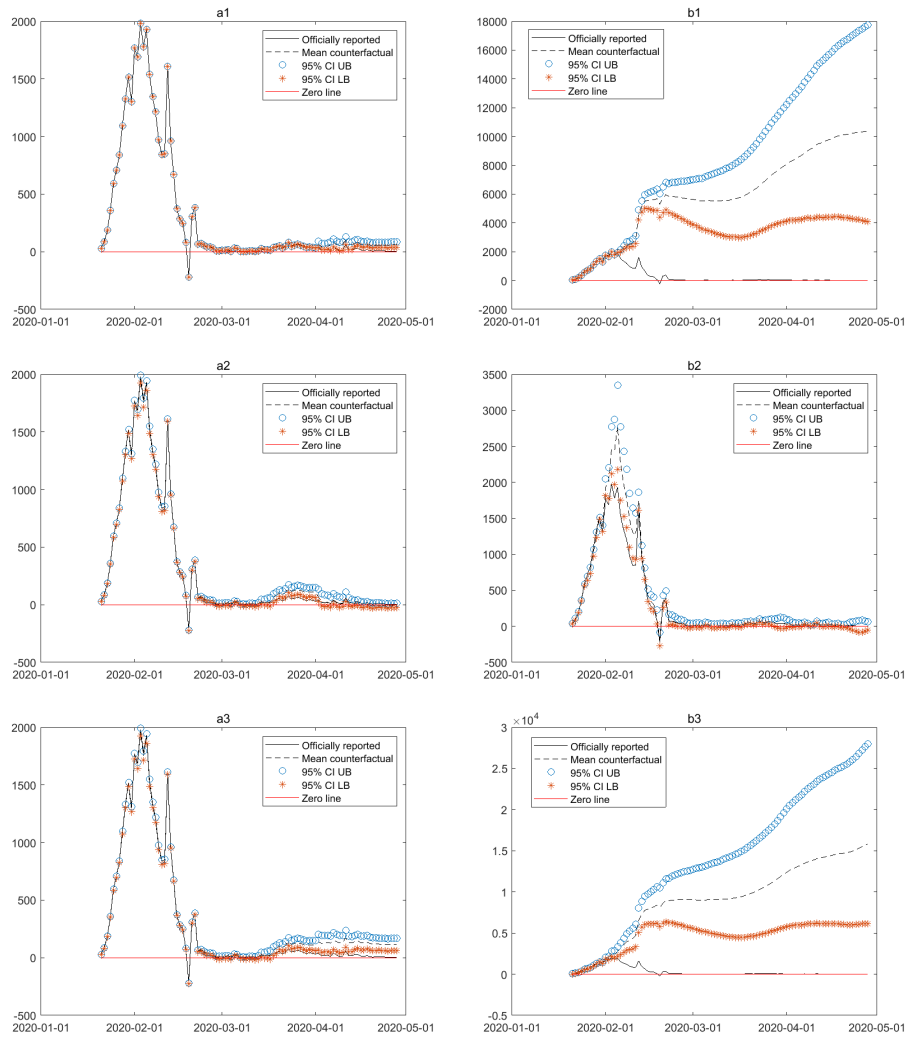 a1
2000
1500
1000
500
0
-500
2020-01-01
2020-02-01
2020-03-01
2020-04-01
2020-05-01
Officially reported
Mean counterfactual
95% CI UB
95% CI LB
Zero line
b1
18000
16000
14000
12000
10000
8000
6000
4000
2000
0
-2000
2020-01-01
2020-02-01
2020-03-01
2020-04-01
2020-05-01
Officially reported
Mean counterfactual
95% CI UB
95% CI LB
Zero line
a2
2000
1500
1000
500
0
-500
2020-01-01
2020-02-01
2020-03-01
2020-04-01
2020-05-01
Officially reported
Mean counterfactual
95% CI UB
95% CI LB
Zero line
b2
3500
3000
2500
2000
1500
1000
500
0
-500
2020-01-01
2020-02-01
2020-03-01
2020-04-01
2020-05-01
Officially reported
Mean counterfactual
95% CI UB
95% CI LB
Zero line
a3
2000
1500
1000
500
0
-500
2020-01-01
2020-02-01
2020-03-01
2020-04-01
2020-05-01
Officially reported
Mean counterfactual
95% CI UB
95% CI LB
Zero line
b3
×10^4
3
2.5
2
1.5
1
0.5
0
-0.5
2020-01-01
2020-02-01
2020-03-01
2020-04-01
2020-05-01
Officially reported
Mean counterfactual
95% CI UB
95% CI LB
Zero line